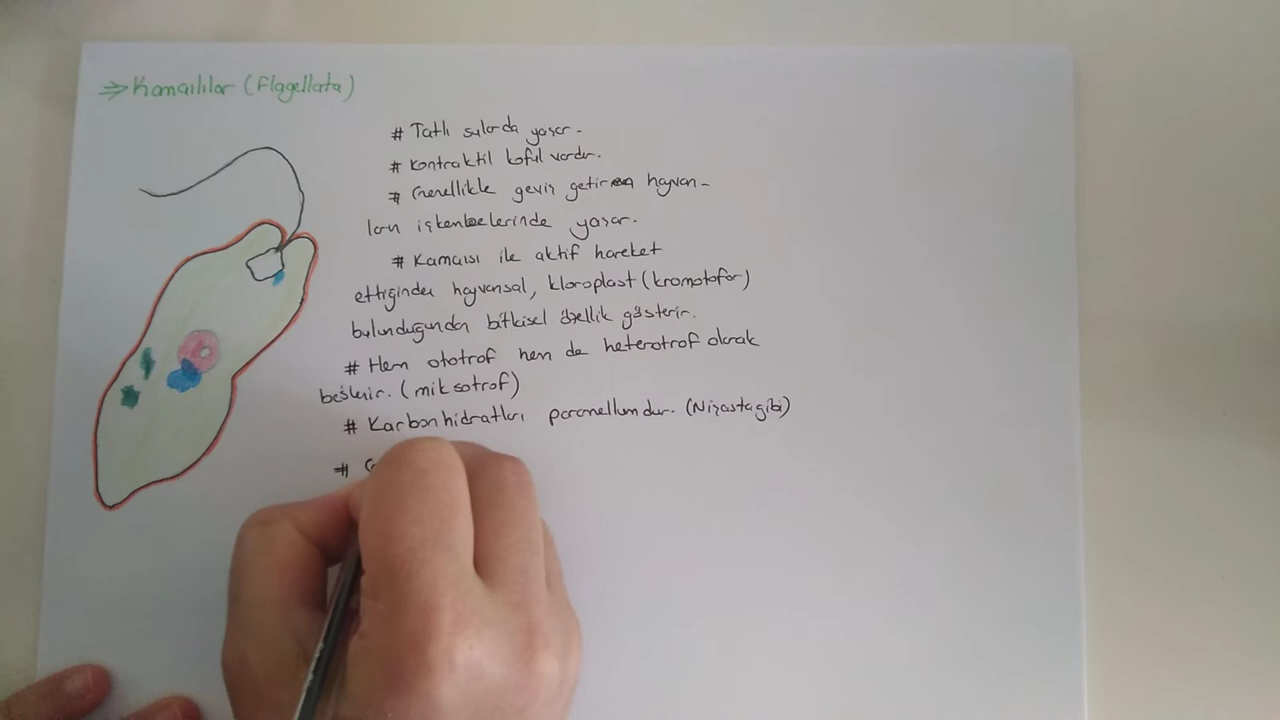 ⇒ Kamçılılar (Flagellata)
# Tatlı sularda yaşar.
# Kontraktil koful vardır.
# Genellikle geviş getiren hayvan-
ların işkenbelerinde yaşar.
# Kamçısı ile aktif hareket
ettiğinden hayvansal, kloroplast (kromotofor)
bulunduğundan bitkisel özellik gösterir.
# Hem ototrof hem de heterotrof olarak
beslenir. (miksotrof)
# Karbonhidratları paramellumdur. (Nişasta gibi)
#